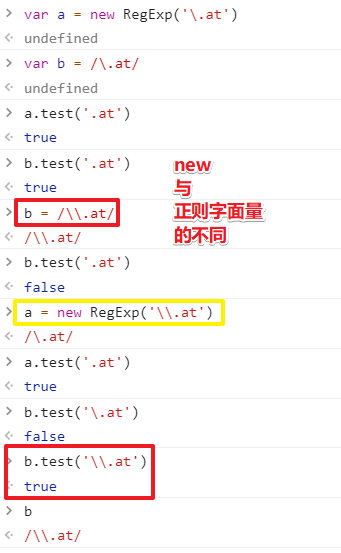 > var a = new RegExp('\.at')
< undefined
> var b = /\.at/
< undefined
> a.test('.at')
< true
> b.test('.at')
< true
new
与
正则字面量
的不同
> b = /\\.at/
< /\\.at/
> b.test('.at')
< false
> a = new RegExp('\\.at')
< /\.at/
> a.test('.at')
< true
> b.test('\.at')
< false
> b.test('\\.at')
< true
> b
< /\\.at/